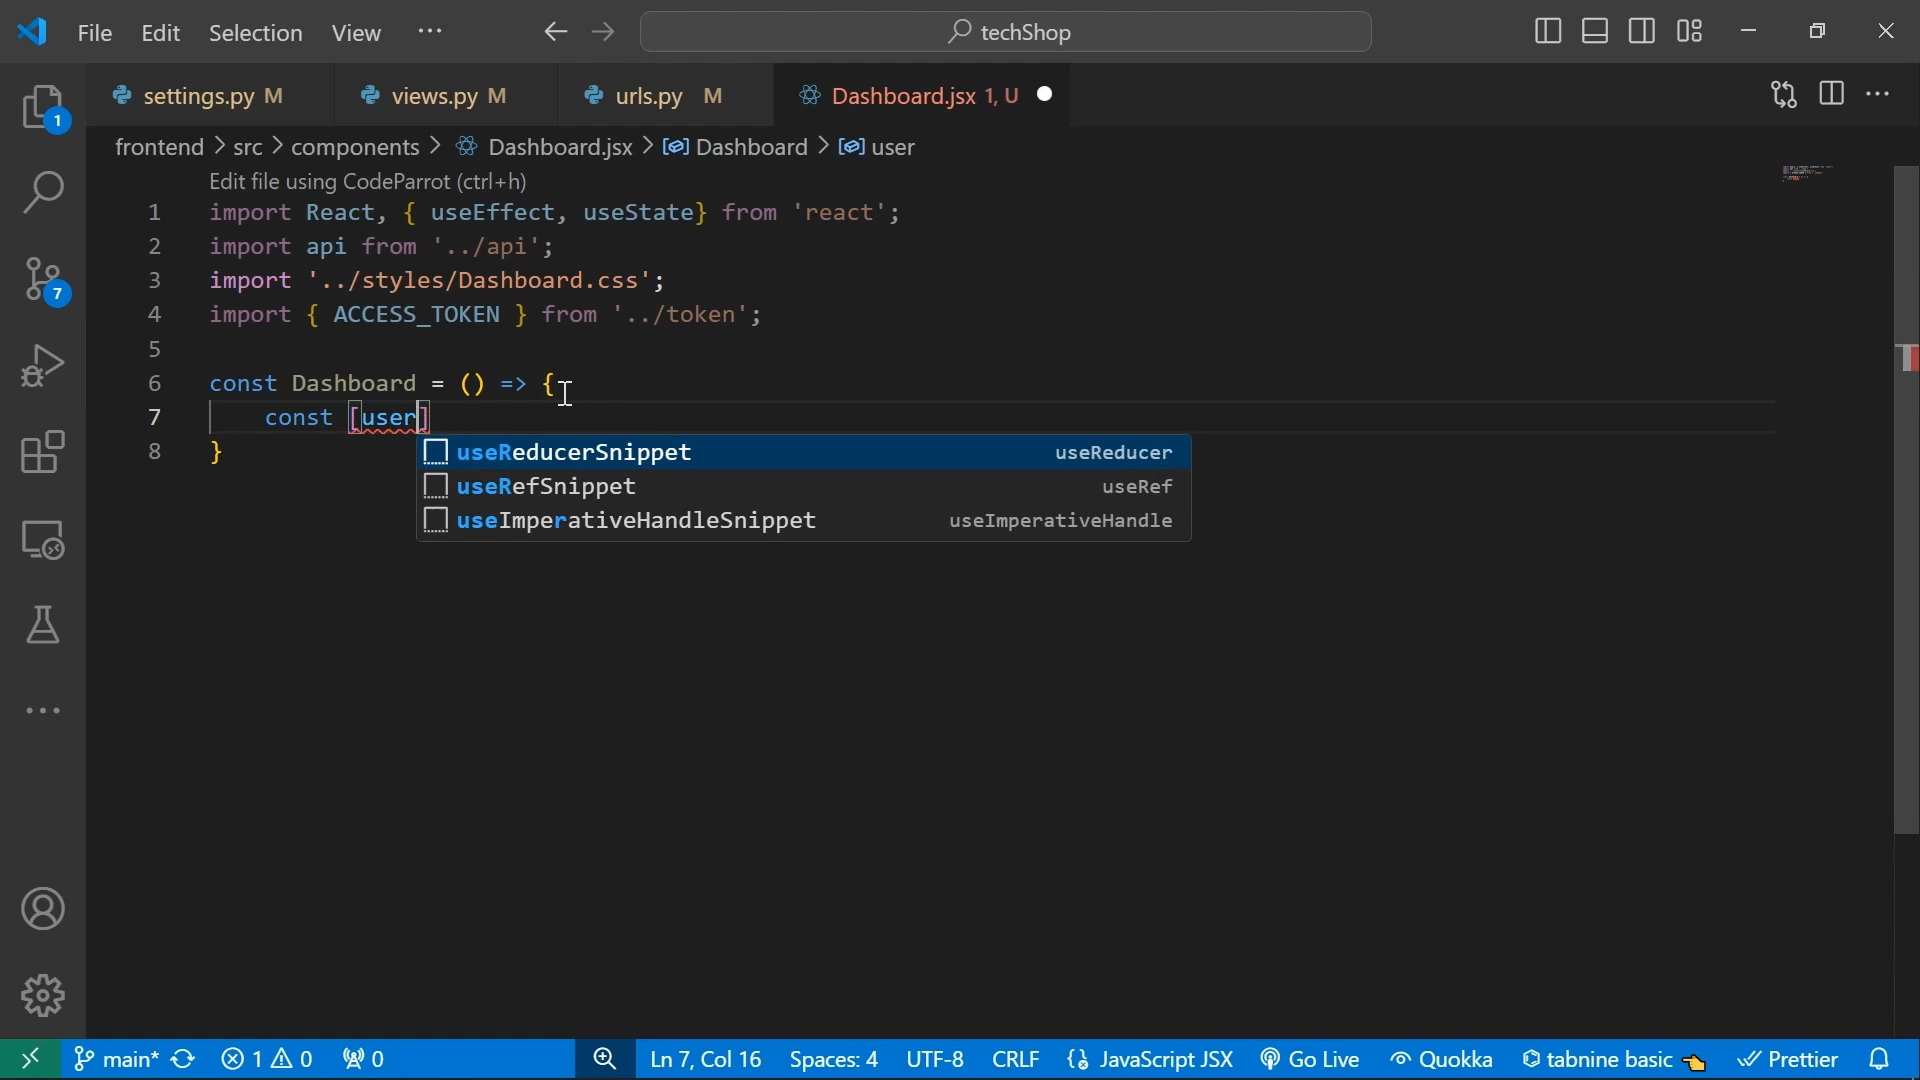 File Edit Selection View ··· techShop
settings.py M views.py M urls.py M Dashboard.jsx 1, U
frontend > src > components > Dashboard.jsx > Dashboard > user
Edit file using CodeParrot (ctrl+h)
1 import React, { useEffect, useState} from 'react';
2 import api from '../api';
3 import '../styles/Dashboard.css';
4 import { ACCESS_TOKEN } from '../token';
5
6 const Dashboard = () => {
7 const [user]
8 }
useReducerSnippet useReducer
useRefSnippet useRef
useImperativeHandleSnippet useImperativeHandle
1
7
main* 1 0 0 Ln 7, Col 16 Spaces: 4 UTF-8 CRLF JavaScript JSX Go Live Quokka tabnine basic Prettier